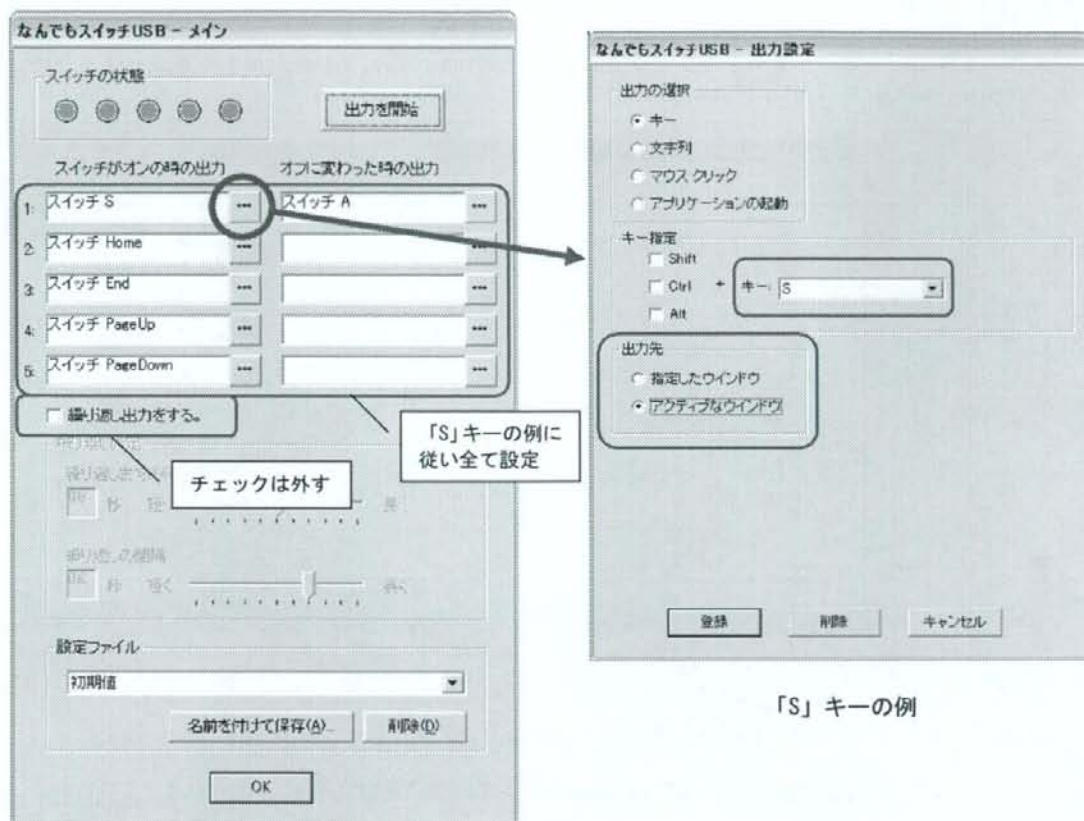 なんでもスイッチUSB - メイン
スイッチの状態
出力を開始
スイッチがオンの時の出力
オフに変わった時の出力
1:
スイッチ S
...
スイッチ A
...
2:
スイッチ Home
...
...
3:
スイッチ End
...
...
4:
スイッチ PageUp
...
...
5:
スイッチ PageDown
...
...
繰り返し出力をする。
「S」キーの例に
従い全て設定
チェックは外す
秒
繰り返しの間隔
秒 短く
長く
設定ファイル
初期値
名前を付けて保存(A)...
削除(D)
OK
なんでもスイッチUSB - 出力設定
出力の選択
キー
文字列
マウス クリック
アプリケーションの起動
キー指定
Shift
Ctrl
+
キー:
S
Alt
出力先
指定したウインドウ
アクティブなウインドウ
登録
削除
キャンセル
「S」キーの例